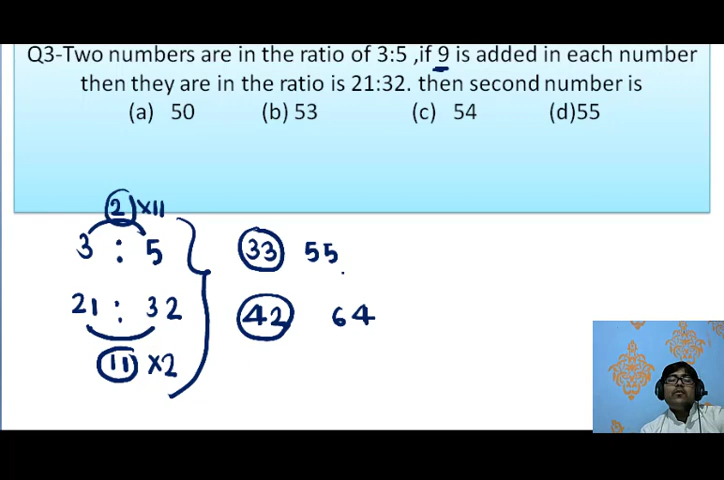 Q3-Two numbers are in the ratio of 3:5 ,if 9 is added in each number
then they are in the ratio is 21:32. then second number is
(a) 50 (b) 53 (c) 54 (d)55
2 x11
3 : 5 33 55
21 : 32 42 64
11 x2